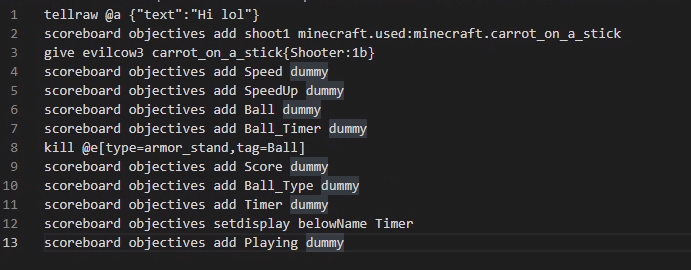 1 tellraw @a {"text":"Hi lol"}
2 scoreboard objectives add shoot1 minecraft.used:minecraft.carrot_on_a_stick
3 give evilcow3 carrot_on_a_stick{Shooter:1b}
4 scoreboard objectives add Speed dummy
5 scoreboard objectives add SpeedUp dummy
6 scoreboard objectives add Ball dummy
7 scoreboard objectives add Ball_Timer dummy
8 kill @e[type=armor_stand,tag=Ball]
9 scoreboard objectives add Score dummy
10 scoreboard objectives add Ball_Type dummy
11 scoreboard objectives add Timer dummy
12 scoreboard objectives setdisplay belowName Timer
13 scoreboard objectives add Playing dummy